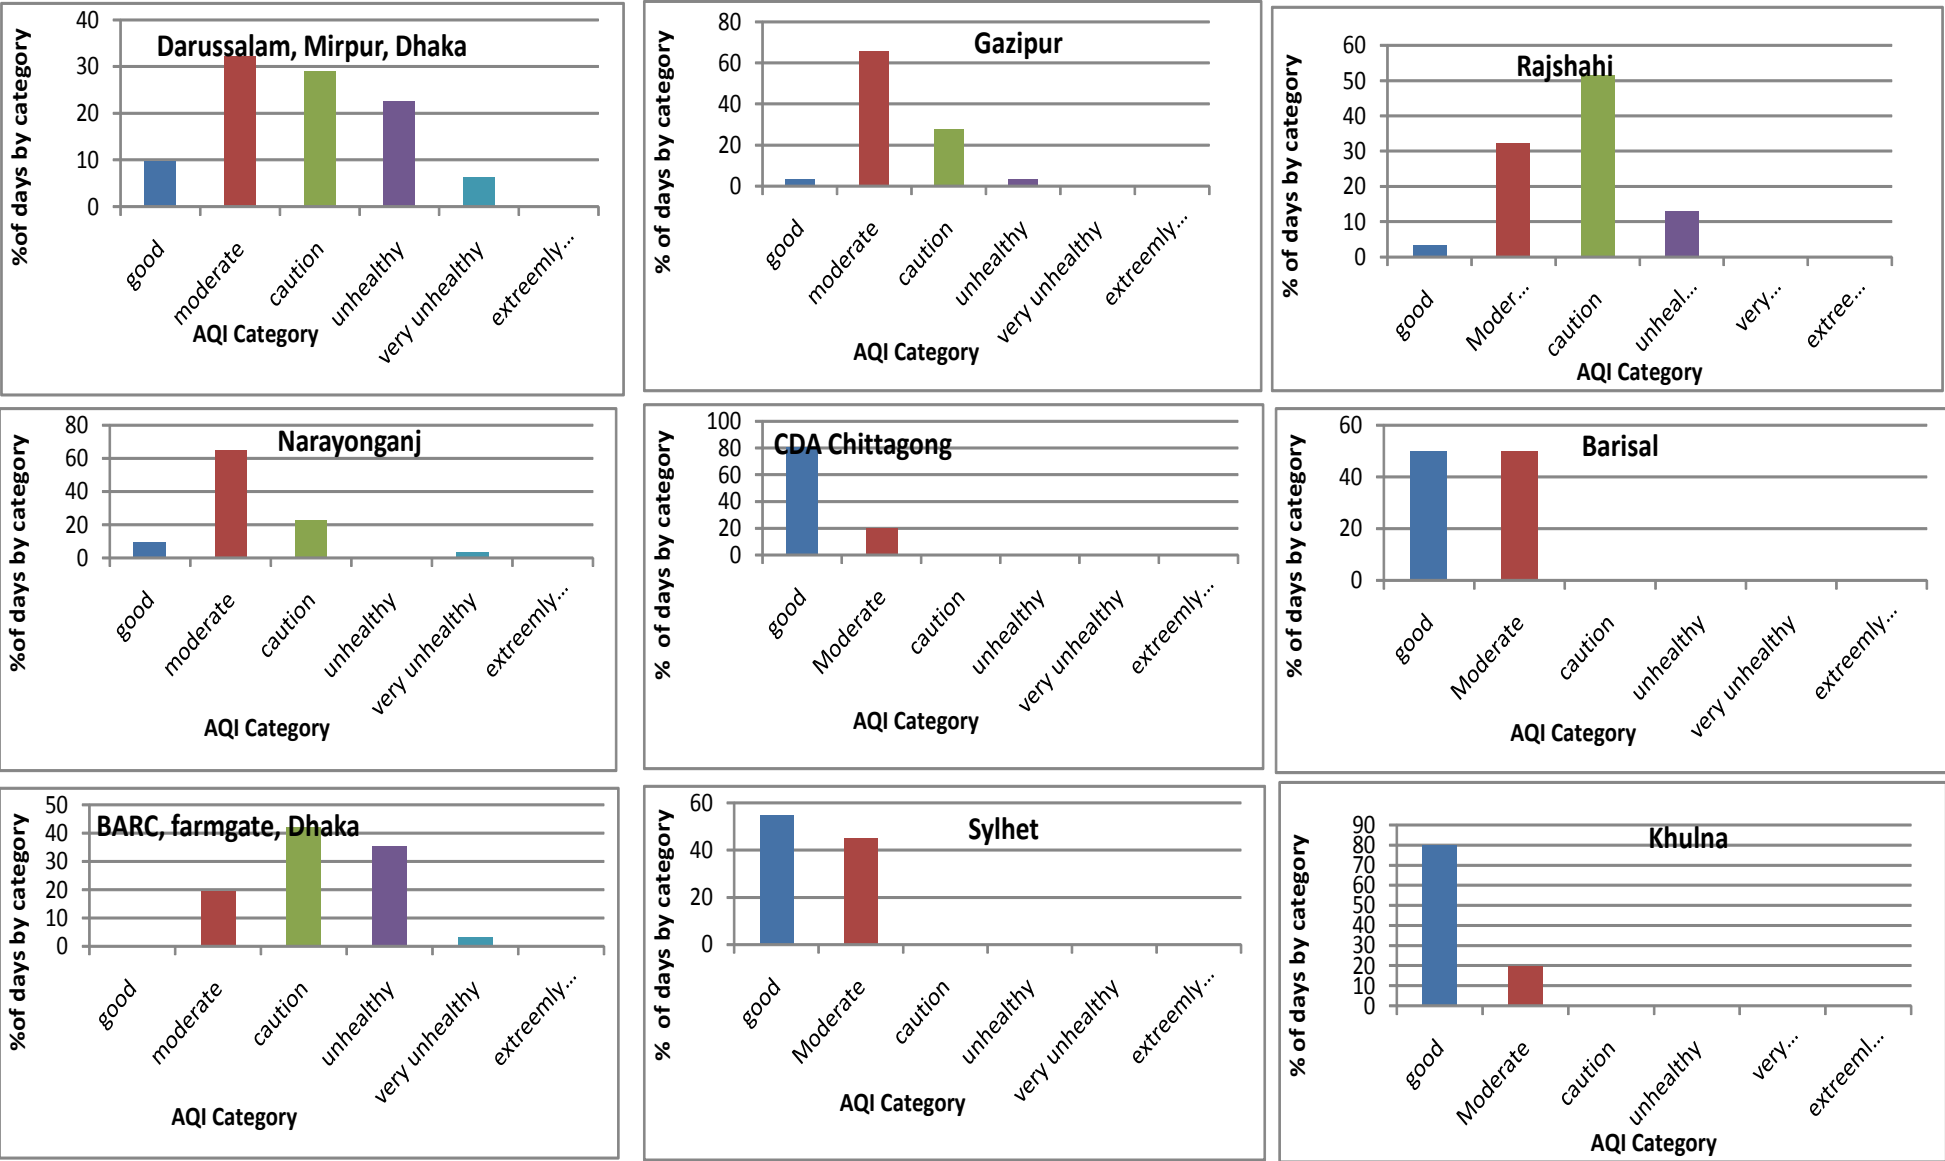 Darussalam, Mirpur, Dhaka
%of days by category
40
30
20
10
0
good
moderate
caution
unhealthy
very unhealthy
extreemly...
AQI Category
Gazipur
% of days by category
80
60
40
20
0
good
moderate
caution
unhealthy
very unhealthy
extreemly...
AQI Category
Rajshahi
% of days by category
60
50
40
30
20
10
0
good
Moder...
caution
unheal...
very...
extree...
AQI Category
Narayonganj
%of days by category
80
60
40
20
0
good
moderate
caution
unhealthy
very unhealthy
extreemly...
AQI Category
CDA Chittagong
% of days by category
100
80
60
40
20
0
good
Moderate
caution
unhealthy
very unhealthy
extreemly...
AQI Category
Barisal
% of days by category
60
40
20
0
good
Moderate
caution
unhealthy
very unhealthy
extreemly...
AQI Category
BARC, farmgate, Dhaka
%of days by category
50
40
30
20
10
0
good
moderate
caution
unhealthy
very unhealthy
extreemly...
AQI Category
Sylhet
% of days by category
60
40
20
0
good
Moderate
caution
unhealthy
very unhealthy
extreemly...
AQI Category
Khulna
% of days by category
90
80
70
60
50
40
30
20
10
0
good
Moderate
caution
unhealthy
very...
extreeml...
AQI Category